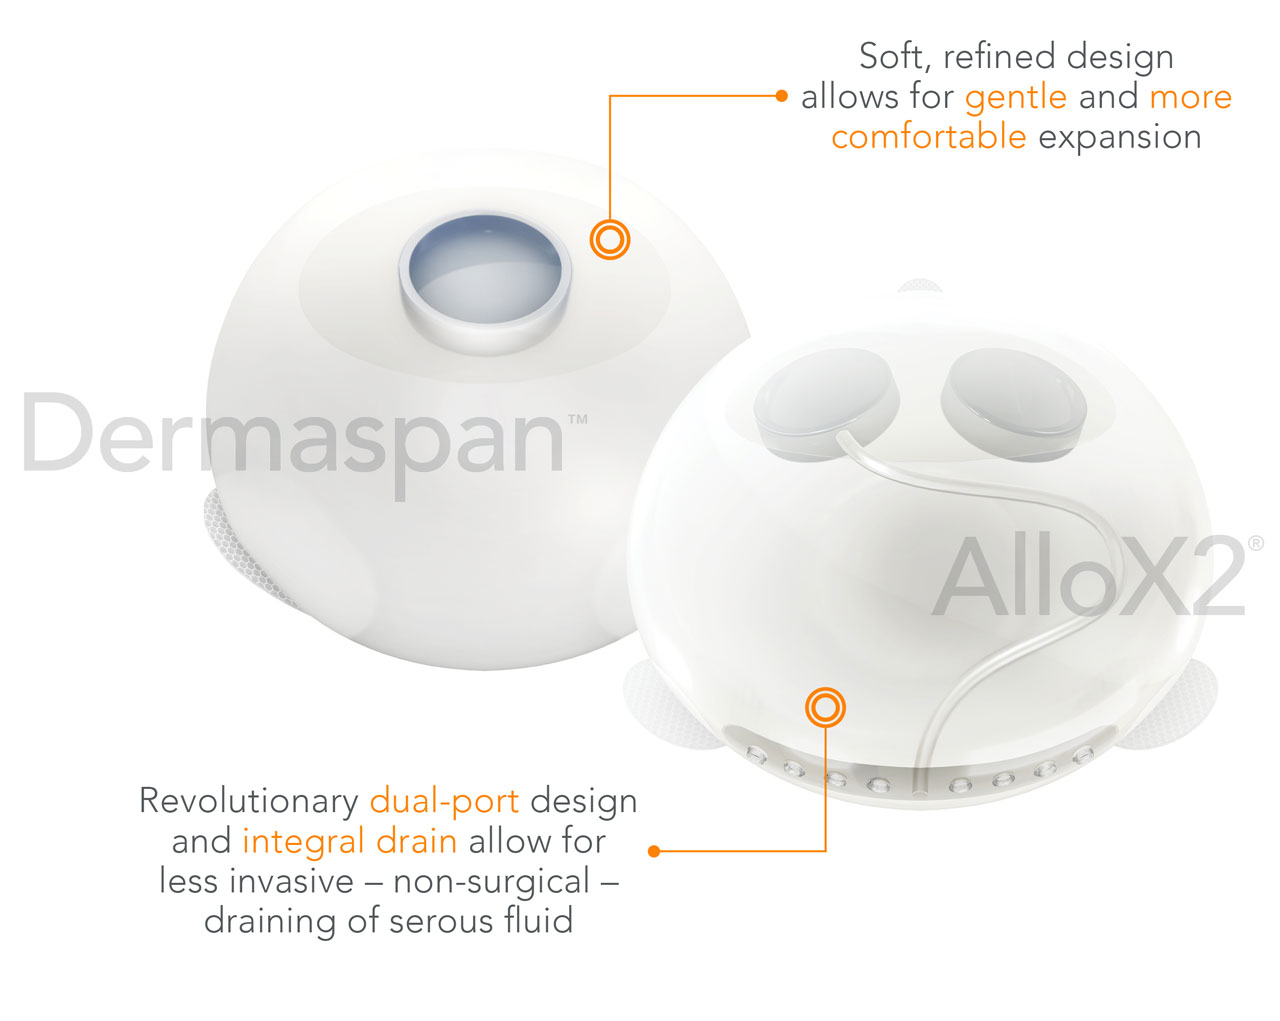 Soft, refined design
allows for gentle and more
comfortable expansion
Dermaspan™
AlloX2®
Revolutionary dual-port design
and integral drain allow for
less invasive – non-surgical –
draining of serous fluid